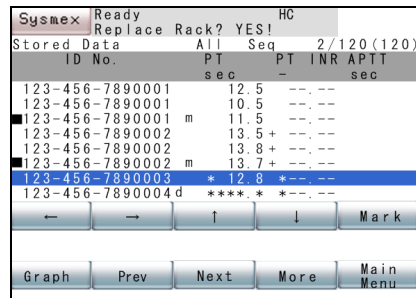 Sysmex Ready HC
Replace Rack? YES!
Stored Data All Seq 2/120(120)
ID No. PT PT INR APTT
sec - sec
123-456-7890001 12.5 --.--
123-456-7890001 10.5 --.--
■123-456-7890001 m 11.5 --.--
123-456-7890002 13.5+ --.--
123-456-7890002 13.8+ --.--
■123-456-7890002 m 13.7+ --.--
123-456-7890003 * 12.8 *--.--
123-456-7890004 d ****.* *--.--
← → ↑ ↓ Mark
Graph Prev Next More Main Menu